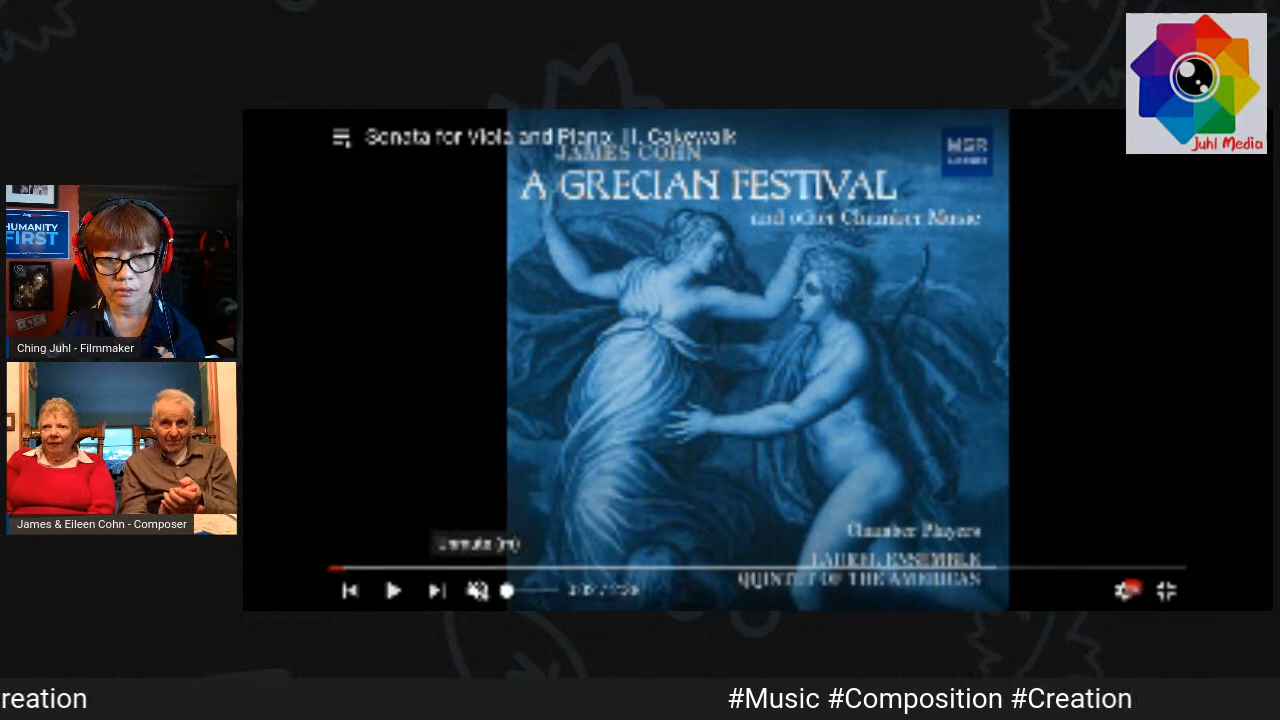 Juhl Media
Sonata for Viola and Piano: II. Cakewalk
JAMES COHN
A GRECIAN FESTIVAL
and other Chamber Music
MSR
HUMANITY
FIRST
Ching Juhl - Filmmaker
James & Eileen Cohn - Composer
Chamber Players
LAUREL ENSEMBLE
QUINTET OF THE AMERICAS
Unmute (m)
reation
#Music #Composition #Creation